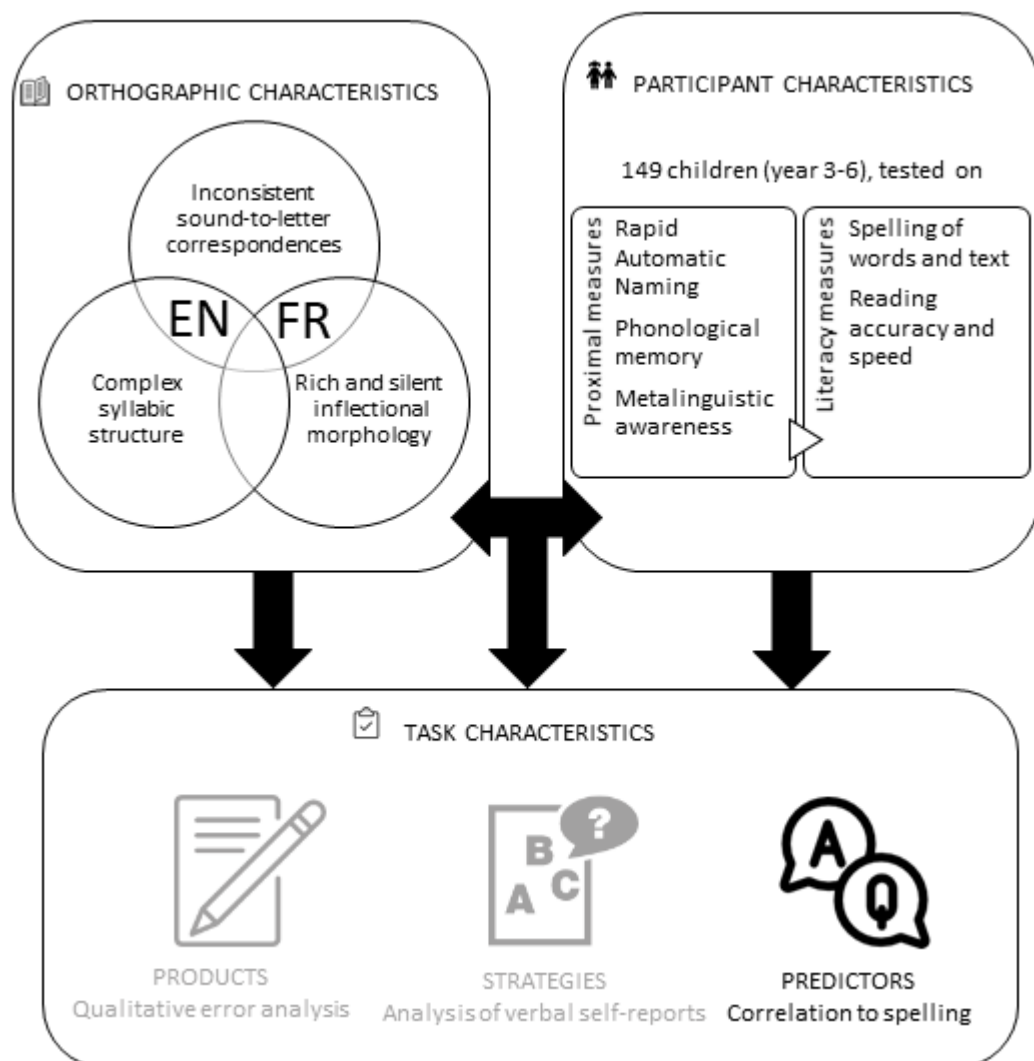 ORTHOGRAPHIC CHARACTERISTICS
Inconsistent
sound-to-letter
correspondences
EN
FR
Complex
syllabic
structure
Rich and silent
inflectional
morphology
PARTICIPANT CHARACTERISTICS
149 children (year 3-6), tested on
Proximal measures
Rapid
Automatic
Naming
Phonological
memory
Metalinguistic
awareness
Literacy measures
Spelling of
words and text
Reading
accuracy and
speed
TASK CHARACTERISTICS
A
B
C
?
A
Q
PRODUCTS
Qualitative error analysis
STRATEGIES
Analysis of verbal self-reports
PREDICTORS
Correlation to spelling